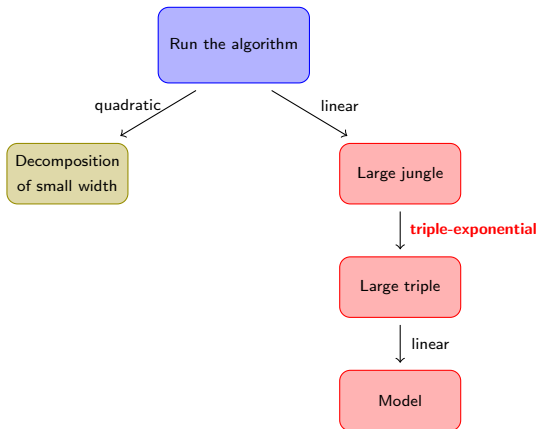 Run the algorithm
quadratic
linear
Decomposition
of small width
Large jungle
triple-exponential
Large triple
linear
Model